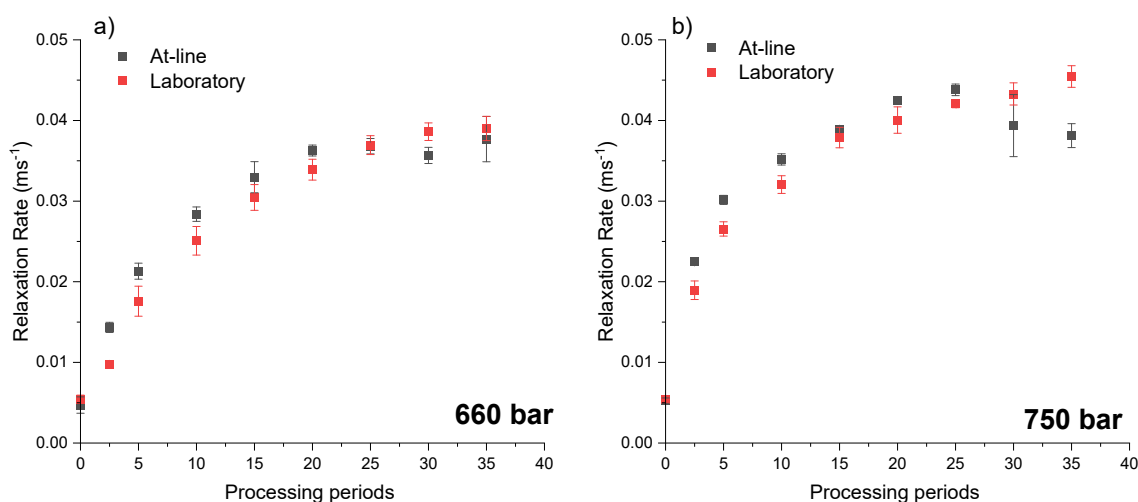 a)
At-line
Laboratory
0.05
0.04
0.03
0.02
0.01
0.00
Relaxation Rate (ms⁻¹)
660 bar
0 5 10 15 20 25 30 35 40
Processing periods
b)
At-line
Laboratory
0.05
0.04
0.03
0.02
0.01
0.00
Relaxation Rate (ms⁻¹)
750 bar
0 5 10 15 20 25 30 35 40
Processing periods